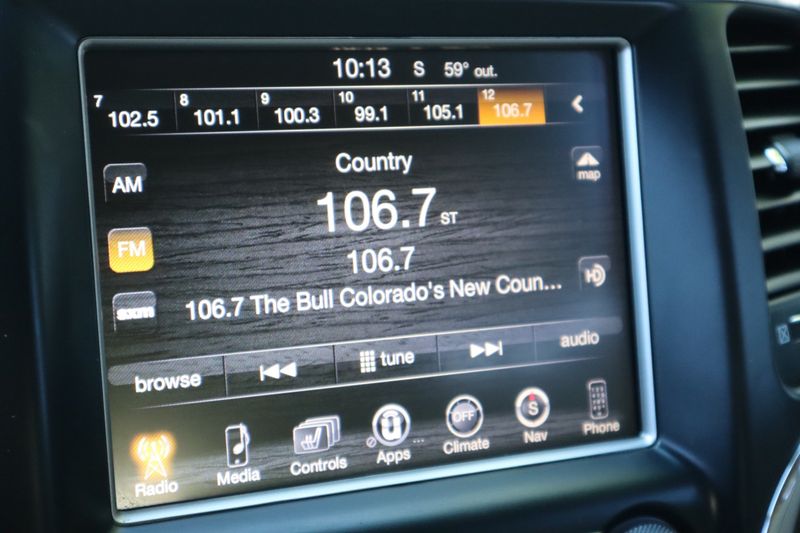 10:13 S 59° out.
7 102.5 8 101.1 9 100.3 10 99.1 11 105.1 12 106.7
Country
AM
map
106.7 ST
FM
106.7
106.7 The Bull Colorado's New Coun...
HD
sxm
browse tune audio
OFF S
Radio Media Controls Apps ... Climate Nav Phone